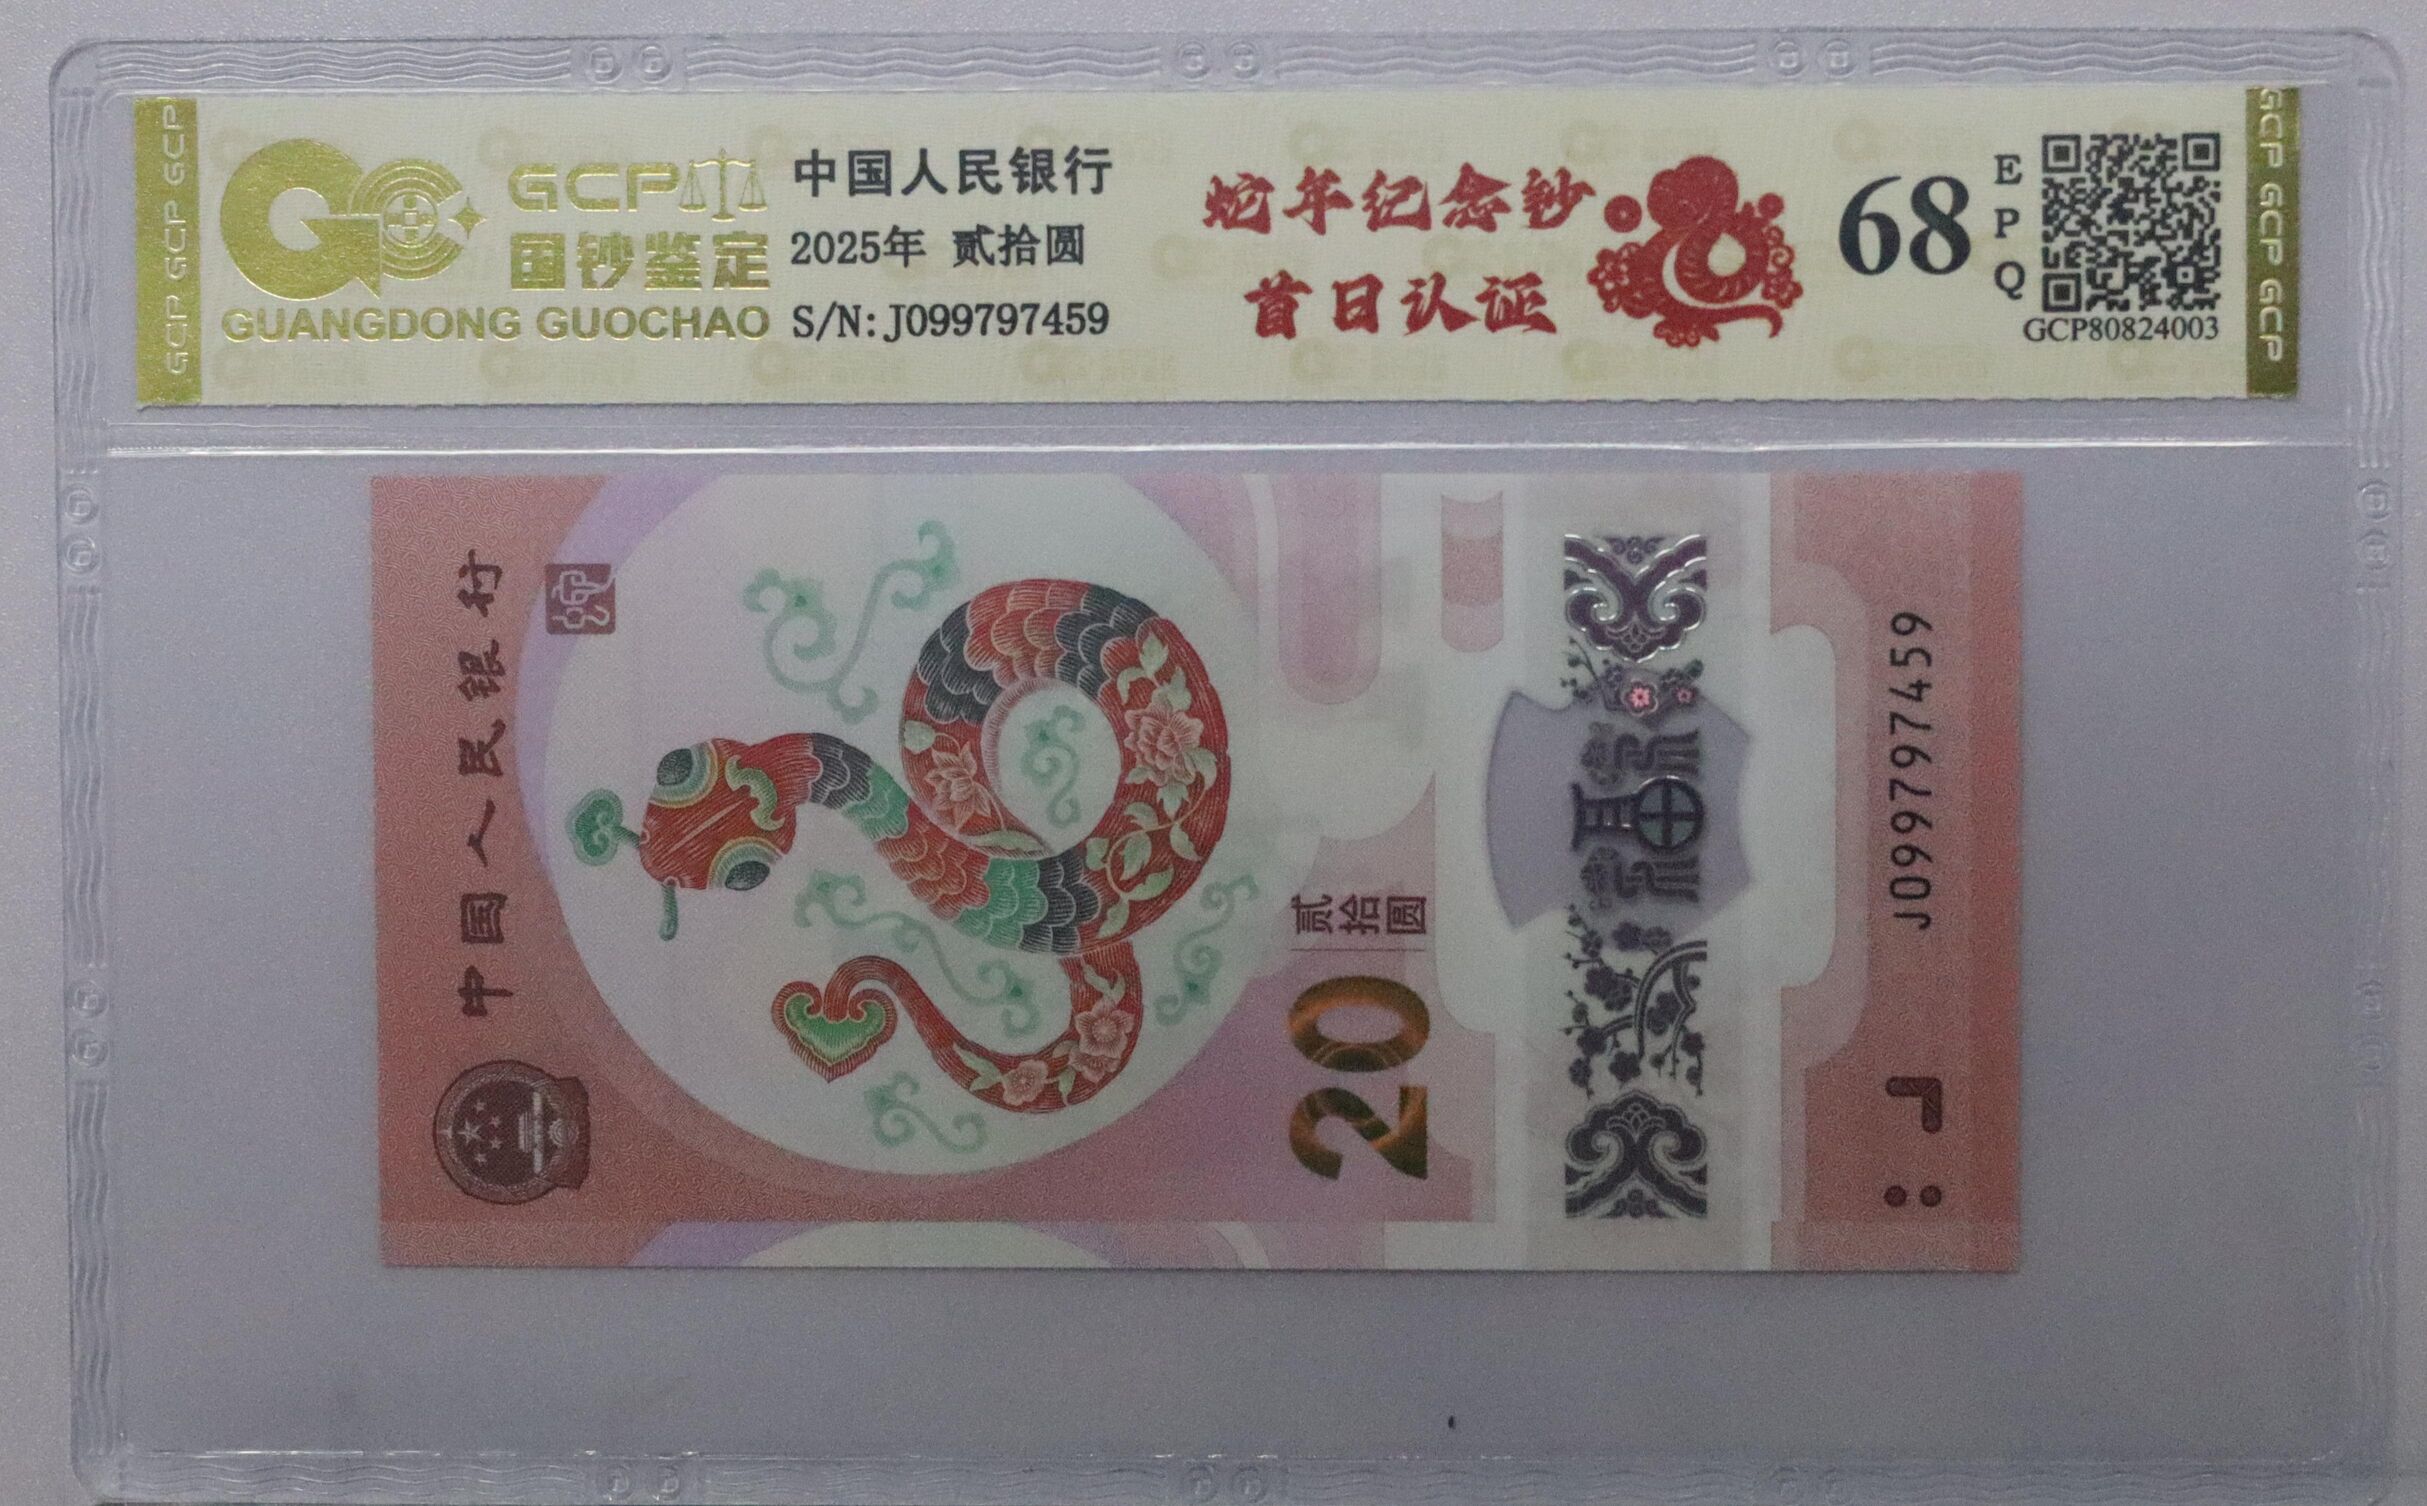 GCP GCP GCP
GCP
国钞鉴定
GUANGDONG GUOCHAO
中国人民银行
2025年 贰拾圆
S/N: J099797459
蛇年纪念钞
首日认证
68
EPQ
GCP80824003
GCP GCP GCP
中国人民银行
20
贰拾圆
J099797459